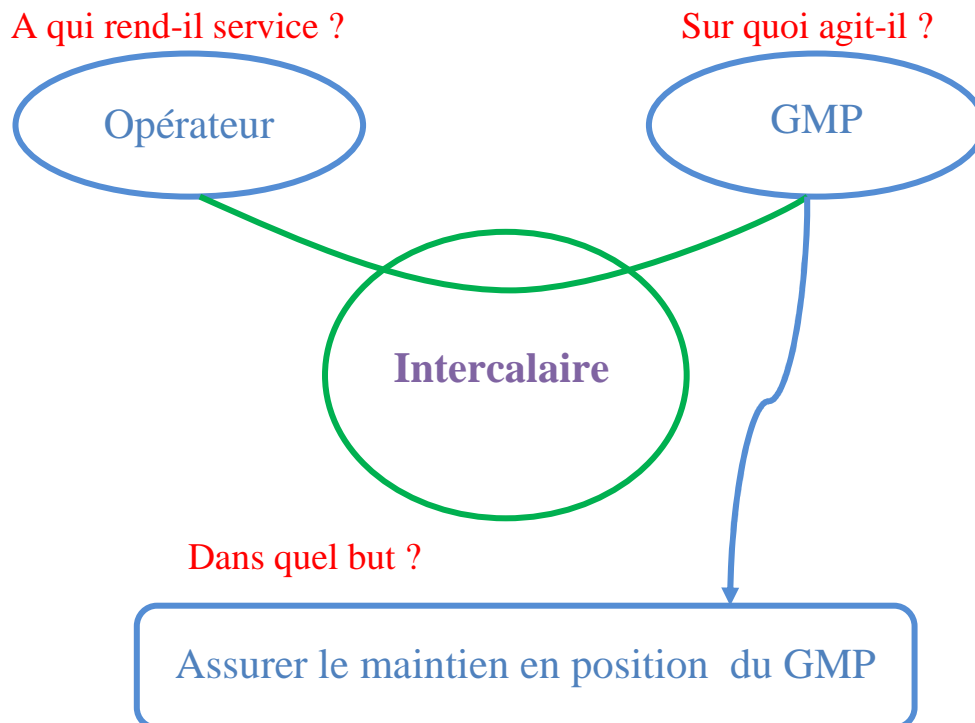 A qui rend-il service ?
Sur quoi agit-il ?
Opérateur
GMP
Intercalaire
Dans quel but ?
Assurer le maintien en position  du GMP